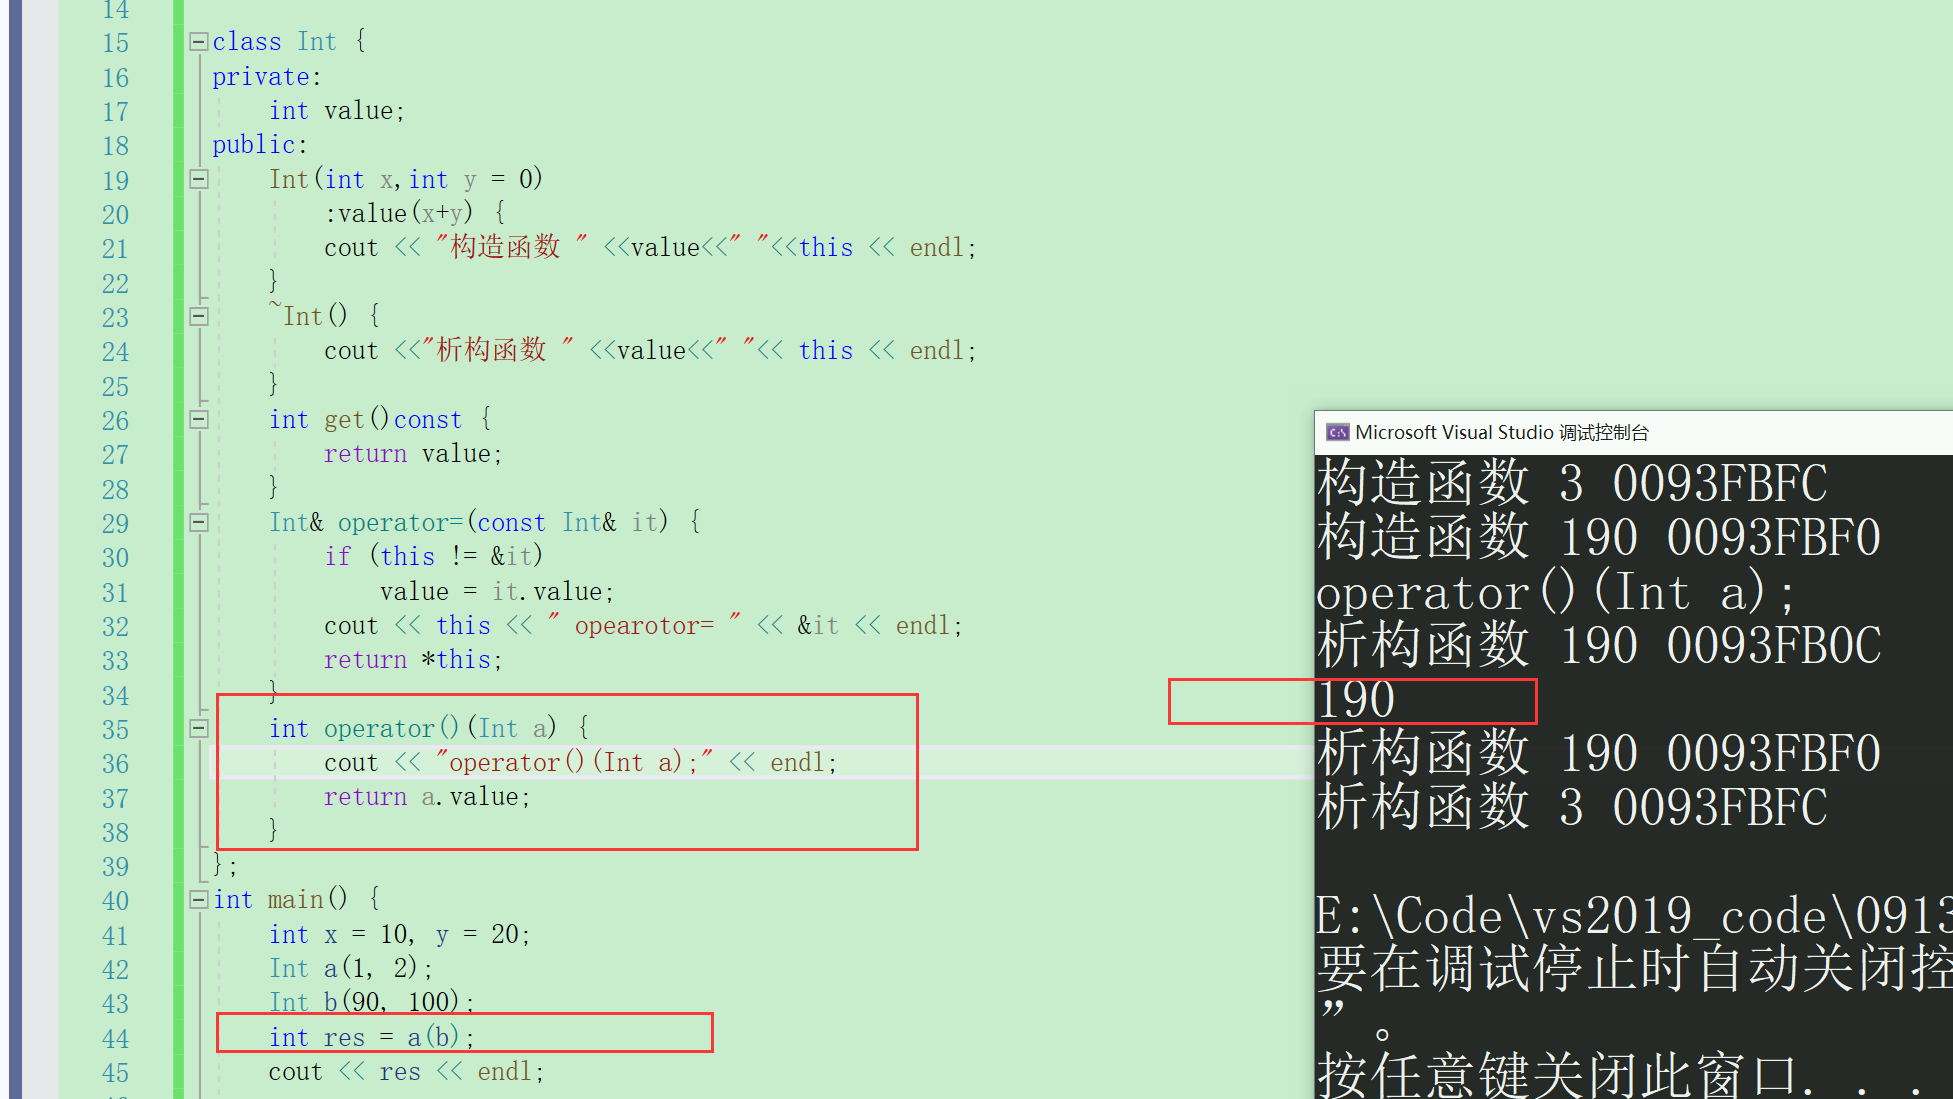 14
15 class Int {
16 private:
17 int value;
18 public:
19 Int(int x,int y = 0)
20 :value(x+y) {
21 cout << "构造函数 " <<value<<" "<<this << endl;
22 }
23 ~Int() {
24 cout <<"析构函数 " <<value<<" "<< this << endl;
25 }
26 int get()const {
27 return value;
28 }
29 Int& operator=(const Int& it) {
30 if (this != &it)
31 value = it.value;
32 cout << this << " opearotor= " << &it << endl;
33 return *this;
34 }
35 int operator()(Int a) {
36 cout << "operator()(Int a);" << endl;
37 return a.value;
38 }
39 };
40 int main() {
41 int x = 10, y = 20;
42 Int a(1, 2);
43 Int b(90, 100);
44 int res = a(b);
45 cout << res << endl;
Microsoft Visual Studio 调试控制台
构造函数 3 0093FBFC
构造函数 190 0093FBF0
operator()(Int a);
析构函数 190 0093FB0C
190
析构函数 190 0093FBF0
析构函数 3 0093FBFC
E:\Code\vs2019_code\0913
要在调试停止时自动关闭控
”。
按任意键关闭此窗口. . .